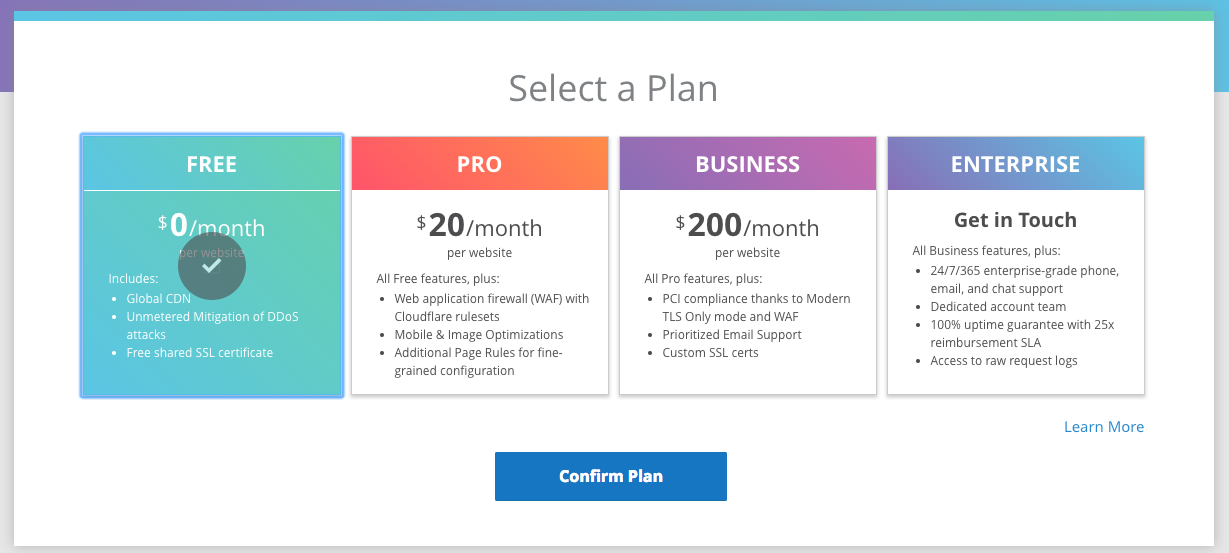 Select a Plan
FREE
$0/month
per website
Includes:
• Global CDN
• Unmetered Mitigation of DDoS
attacks
• Free shared SSL certificate
PRO
$20/month
per website
All Free features, plus:
• Web application firewall (WAF) with
Cloudflare rulesets
• Mobile & Image Optimizations
• Additional Page Rules for fine-
grained configuration
BUSINESS
$200/month
per website
All Pro features, plus:
• PCI compliance thanks to Modern
TLS Only mode and WAF
• Prioritized Email Support
• Custom SSL certs
ENTERPRISE
Get in Touch
All Business features, plus:
• 24/7/365 enterprise-grade phone,
email, and chat support
• Dedicated account team
• 100% uptime guarantee with 25x
reimbursement SLA
• Access to raw request logs
Learn More
Confirm Plan